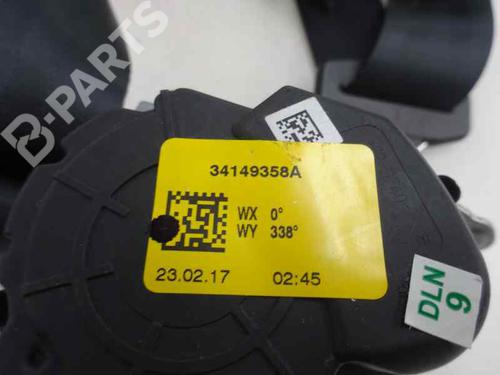 B-PARTS
34149358A
WX 0°
WY 338°
23.02.17 02:45
DLN
9